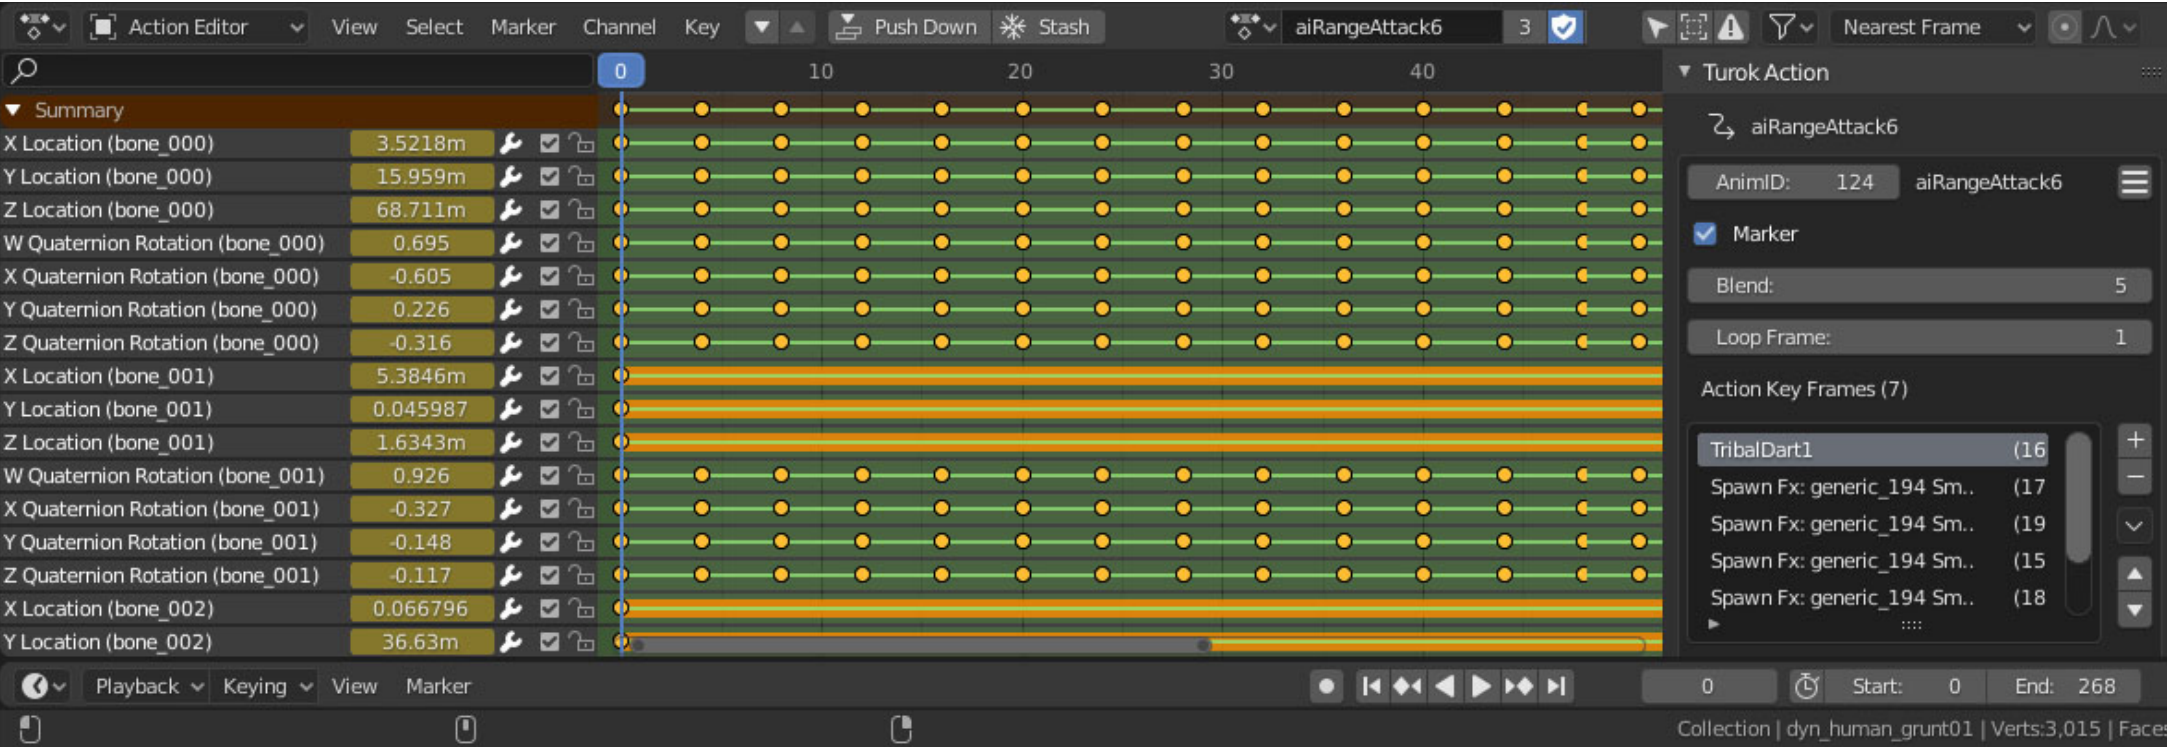 Action Editor View Select Marker Channel Key Push Down Stash aiRangeAttack6 3 Nearest Frame
0 10 20 30 40
Summary
X Location (bone_000) 3.5218m
Y Location (bone_000) 15.959m
Z Location (bone_000) 68.711m
W Quaternion Rotation (bone_000) 0.695
X Quaternion Rotation (bone_000) -0.605
Y Quaternion Rotation (bone_000) 0.226
Z Quaternion Rotation (bone_000) -0.316
X Location (bone_001) 5.3846m
Y Location (bone_001) 0.045987
Z Location (bone_001) 1.6343m
W Quaternion Rotation (bone_001) 0.926
X Quaternion Rotation (bone_001) -0.327
Y Quaternion Rotation (bone_001) -0.148
Z Quaternion Rotation (bone_001) -0.117
X Location (bone_002) 0.066796
Y Location (bone_002) 36.63m
Turok Action
aiRangeAttack6
AnimID: 124 aiRangeAttack6
Marker
Blend: 5
Loop Frame: 1
Action Key Frames (7)
TribalDart1 (16
Spawn Fx: generic_194 Sm.. (17
Spawn Fx: generic_194 Sm.. (19
Spawn Fx: generic_194 Sm.. (15
Spawn Fx: generic_194 Sm.. (18
Playback Keying View Marker 0 Start: 0 End: 268
Collection | dyn_human_grunt01 | Verts:3,015 | Faces